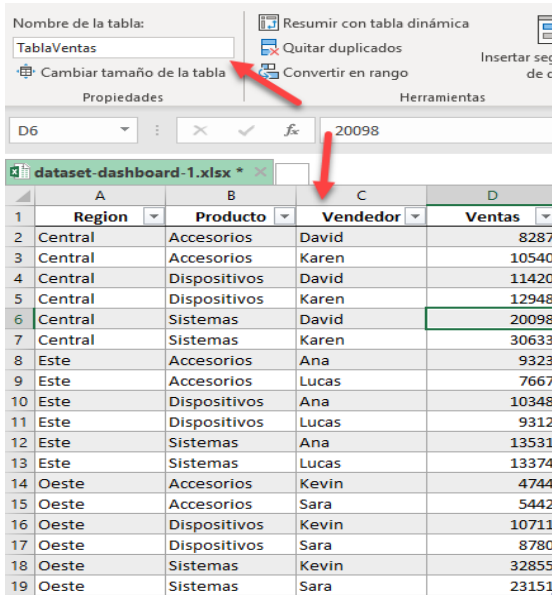 Nombre de la tabla:
TablaVentas
Cambiar tamaño de la tabla
Propiedades
Resumir con tabla dinámica
Quitar duplicados
Convertir en rango
Insertar seg
de d
Herramientas
D6 fx 20098
dataset-dashboard-1.xlsx *
A B C D
1 Region Producto Vendedor Ventas
2 Central Accesorios David 8287
3 Central Accesorios Karen 10540
4 Central Dispositivos David 11420
5 Central Dispositivos Karen 12948
6 Central Sistemas David 20098
7 Central Sistemas Karen 30633
8 Este Accesorios Ana 9323
9 Este Accesorios Lucas 7667
10 Este Dispositivos Ana 10348
11 Este Dispositivos Lucas 9312
12 Este Sistemas Ana 13531
13 Este Sistemas Lucas 13374
14 Oeste Accesorios Kevin 4744
15 Oeste Accesorios Sara 5442
16 Oeste Dispositivos Kevin 10711
17 Oeste Dispositivos Sara 8780
18 Oeste Sistemas Kevin 32855
19 Oeste Sistemas Sara 23151